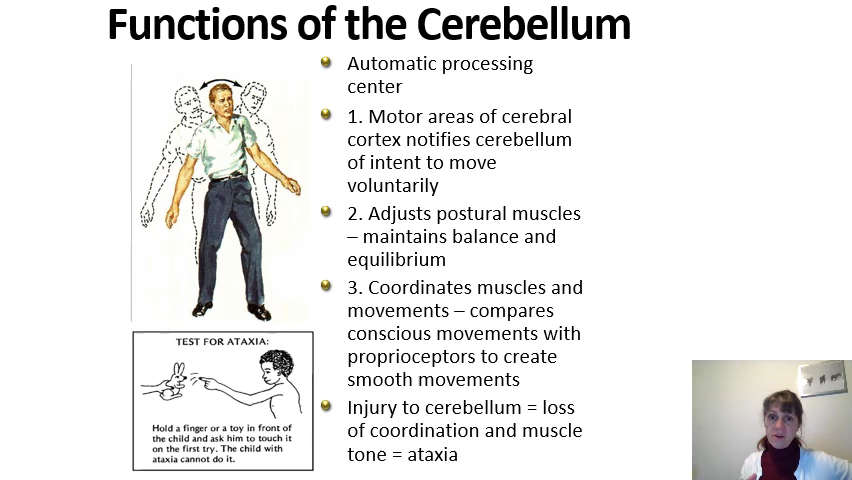 Functions of the Cerebellum
Automatic processing
center
1. Motor areas of cerebral
cortex notifies cerebellum
of intent to move
voluntarily
2. Adjusts postural muscles
– maintains balance and
equilibrium
3. Coordinates muscles and
movements – compares
conscious movements with
proprioceptors to create
smooth movements
Injury to cerebellum = loss
of coordination and muscle
tone = ataxia
TEST FOR ATAXIA:
Hold a finger or a toy in front of
the child and ask him to touch it
on the first try. The child with
ataxia cannot do it.